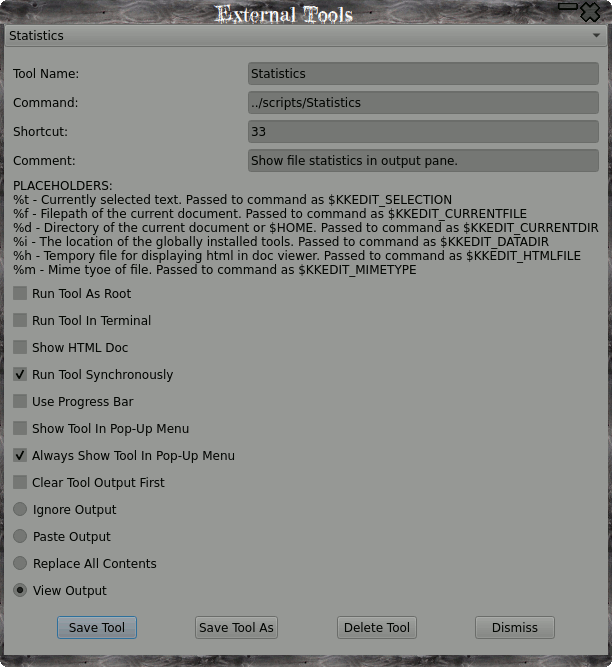 External Tools
Statistics
Tool Name:
Statistics
Command:
../scripts/Statistics
Shortcut:
33
Comment:
Show file statistics in output pane.
PLACEHOLDERS:
%t - Currently selected text. Passed to command as $KKEDIT_SELECTION
%f - Filepath of the current document. Passed to command as $KKEDIT_CURRENTFILE
%d - Directory of the current document or $HOME. Passed to command as $KKEDIT_CURRENTDIR
%i - The location of the globally installed tools. Passed to command as $KKEDIT_DATADIR
%h - Tempory file for displaying html in doc viewer. Passed to command as $KKEDIT_HTMLFILE
%m - Mime tyoe of file. Passed to command as $KKEDIT_MIMETYPE
Run Tool As Root
Run Tool In Terminal
Show HTML Doc
Run Tool Synchronously
Use Progress Bar
Show Tool In Pop-Up Menu
Always Show Tool In Pop-Up Menu
Clear Tool Output First
Ignore Output
Paste Output
Replace All Contents
View Output
Save Tool
Save Tool As
Delete Tool
Dismiss